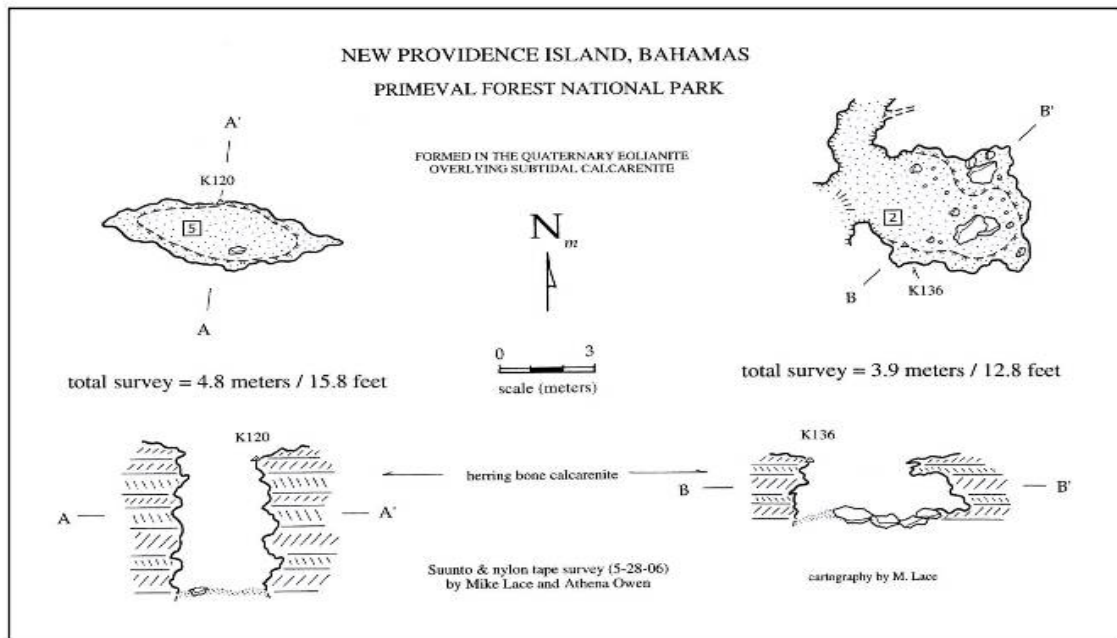 NEW PROVIDENCE ISLAND, BAHAMAS
PRIMEVAL FOREST NATIONAL PARK
FORMED IN THE QUATERNARY EOLIANITE
OVERLYING SUBTIDAL CALCARENITE
A'
K120
5
A
total survey = 4.8 meters / 15.8 feet
N
m
0 3
scale (meters)
B'
2
B
K136
total survey = 3.9 meters / 12.8 feet
K120
A
A'
herring bone calcarenite
K136
B
B'
Suunto & nylon tape survey (5-28-06)
by Mike Lace and Athena Owen
cartography by M. Lace